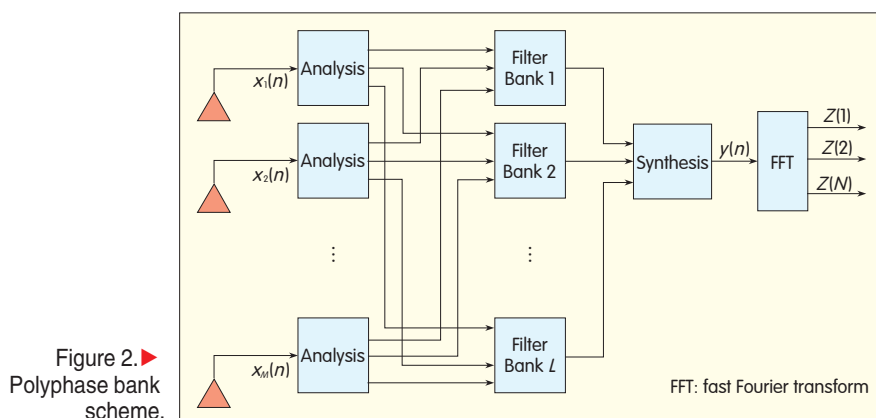 x₁(n)
Analysis
Filter
Bank 1
x₂(n)
Analysis
Filter
Bank 2
Synthesis
y(n)
FFT
Z(1)
Z(2)
Z(N)
⋮
⋮
x_M(n)
Analysis
Filter
Bank L
FFT: fast Fourier transform
Figure 2.▶
Polyphase bank
scheme.